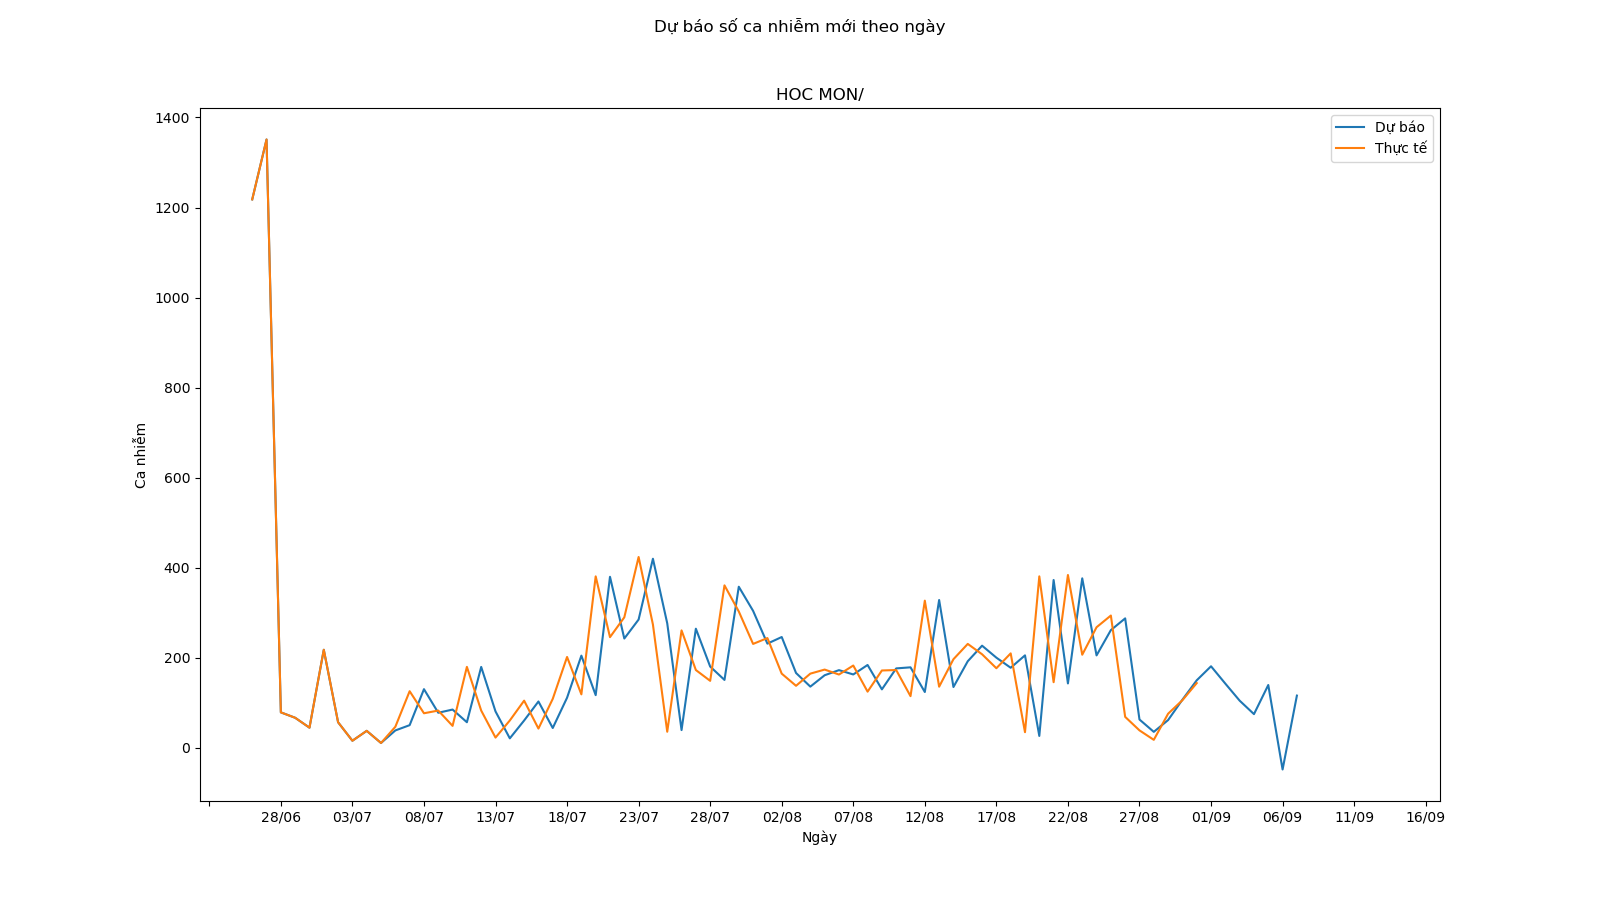 Dự báo số ca nhiễm mới theo ngày
HOC MON/
Dự báo
Thực tế
1400
1200
1000
800
600
400
200
0
Ca nhiễm
28/06 03/07 08/07 13/07 18/07 23/07 28/07 02/08 07/08 12/08 17/08 22/08 27/08 01/09 06/09 11/09 16/09
Ngày